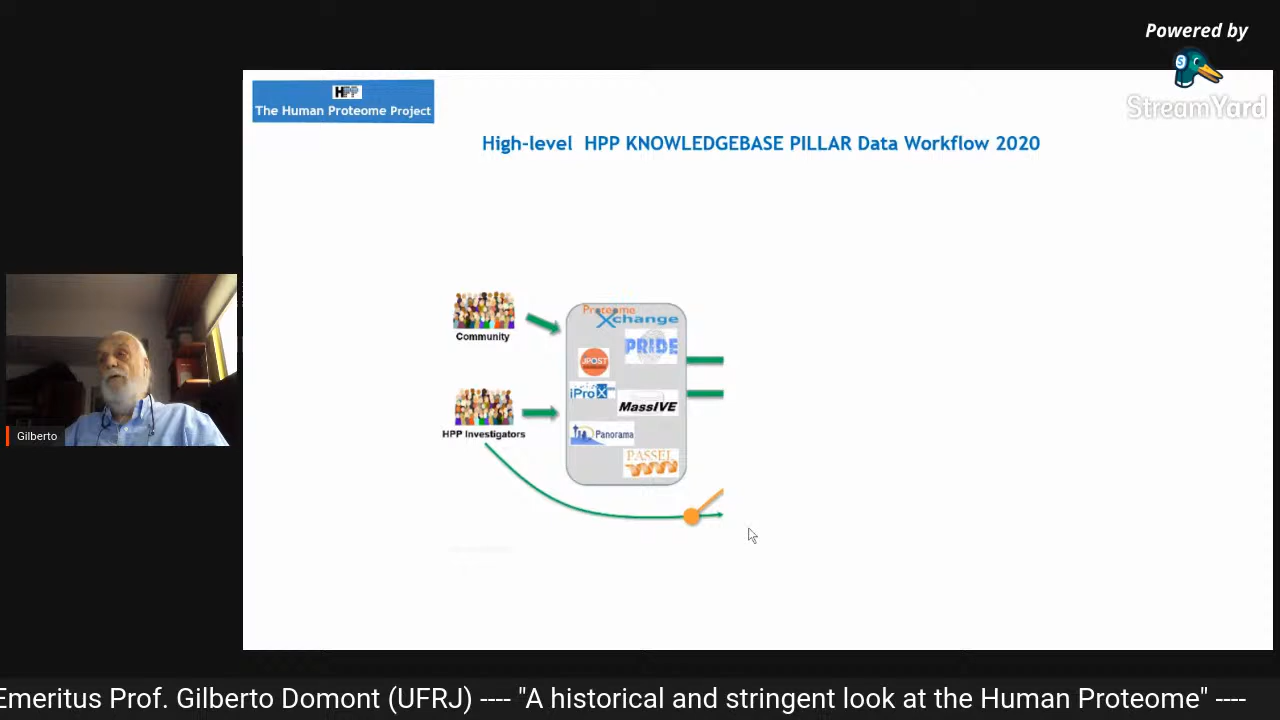 Powered by
StreamYard
HPP
The Human Proteome Project
High-level HPP KNOWLEDGEBASE PILLAR Data Workflow 2020
Community
HPP Investigators
Proteome
Xchange
PRIDE
jPOST
iProX
MassIVE
Panorama
PASSEL
Gilberto
Emeritus Prof. Gilberto Domont (UFRJ) ---- "A historical and stringent look at the Human Proteome" ----